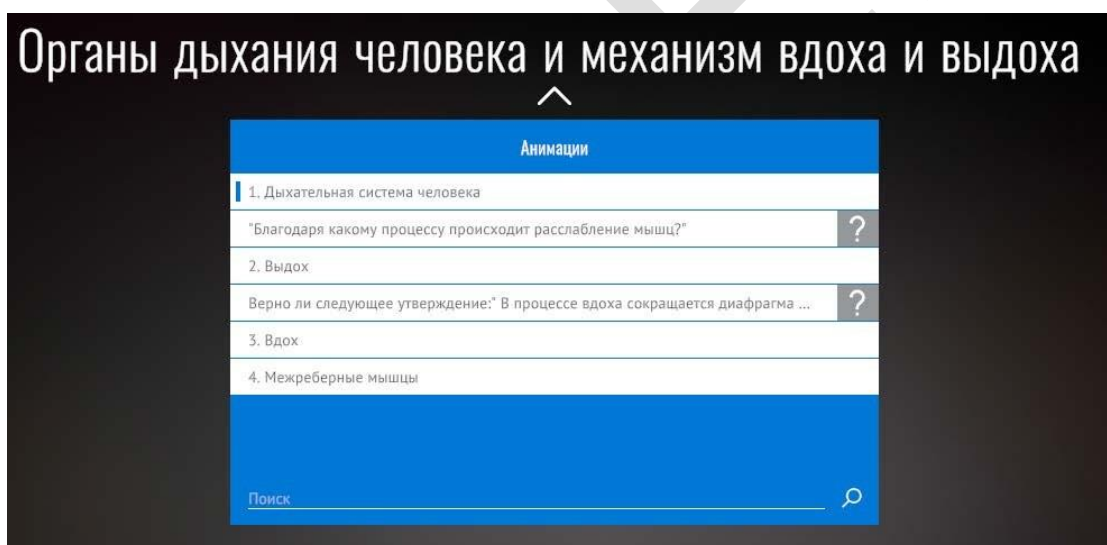 Органы дыхания человека и механизм вдоха и выдоха
Анимации
1. Дыхательная система человека
"Благодаря какому процессу происходит расслабление мышц?"
?
2. Выдох
Верно ли следующее утверждение:" В процессе вдоха сокращается диафрагма ...
?
3. Вдох
4. Межреберные мышцы
Поиск